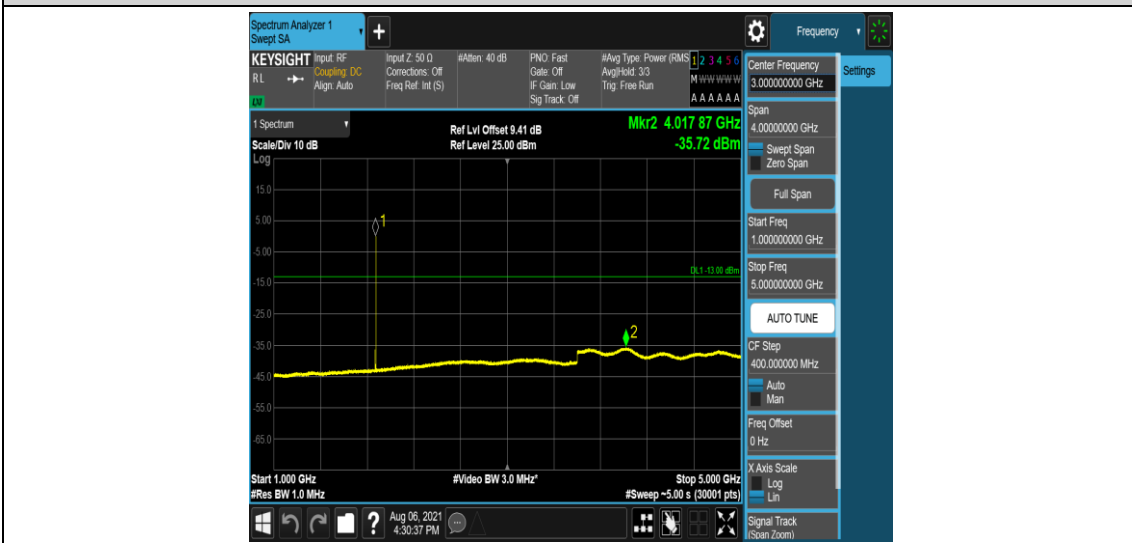 Spectrum Analyzer 1
Swept SA
+
Frequency
KEYSIGHT
RL
LXI
Input: RF
Coupling: DC
Align: Auto
Input Z: 50 Ω
Corrections: Off
Freq Ref: Int (S)
#Atten: 40 dB
PNO: Fast
Gate: Off
IF Gain: Low
Sig Track: Off
#Avg Type: Power (RMS
Avg|Hold: 3/3
Trig: Free Run
1 2 3 4 5 6
M W W W W W
A A A A A A
1 Spectrum
Scale/Div 10 dB
Log
Ref Lvl Offset 9.41 dB
Ref Level 25.00 dBm
Mkr2 4.017 87 GHz
-35.72 dBm
15.0
5.00
-5.00
-15.0
-25.0
-35.0
-45.0
-55.0
-65.0
1
DL1 -13.00 dBm
2
Start 1.000 GHz
#Res BW 1.0 MHz
#Video BW 3.0 MHz*
Stop 5.000 GHz
#Sweep ~5.00 s (30001 pts)
Center Frequency
3.000000000 GHz
Settings
Span
4.00000000 GHz
Swept Span
Zero Span
Full Span
Start Freq
1.000000000 GHz
Stop Freq
5.000000000 GHz
AUTO TUNE
CF Step
400.000000 MHz
Auto
Man
Freq Offset
0 Hz
X Axis Scale
Log
Lin
Signal Track
(Span Zoom)
?
Aug 06, 2021
4:30:37 PM